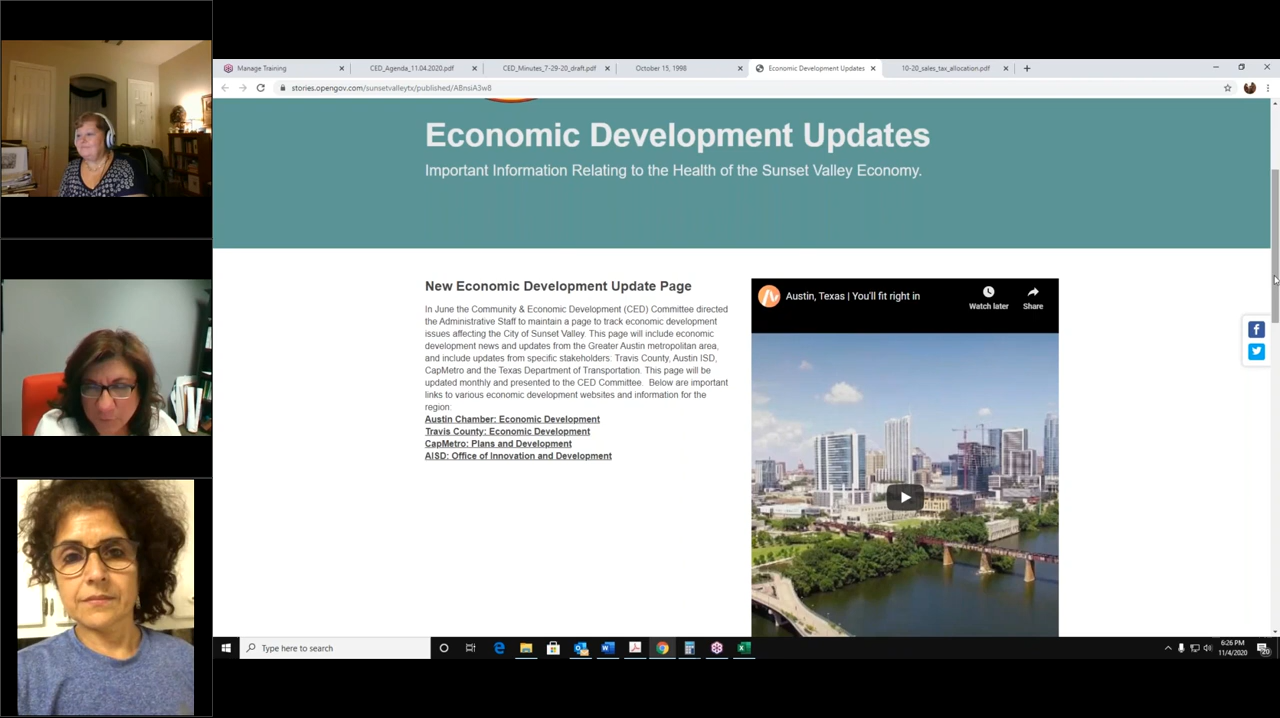 Manage Training
CED_Agenda_11.04.2020.pdf
CED_Minutes_7-29-20_draft.pdf
October 15, 1998
Economic Development Updates
10-20_sales_tax_allocation.pdf
stories.opengov.com/sunsetvalleytx/published/ABnsiA3w8
Economic Development Updates
Important Information Relating to the Health of the Sunset Valley Economy.
New Economic Development Update Page
In June the Community & Economic Development (CED) Committee directed
the Administrative Staff to maintain a page to track economic development
issues affecting the City of Sunset Valley. This page will include economic
development news and updates from the Greater Austin metropolitan area,
and include updates from specific stakeholders: Travis County, Austin ISD,
CapMetro and the Texas Department of Transportation. This page will be
updated monthly and presented to the CED Committee.  Below are important
links to various economic development websites and information for the
region:
Austin Chamber: Economic Development
Travis County: Economic Development
CapMetro: Plans and Development
AISD: Office of Innovation and Development
Austin, Texas | You'll fit right in
Watch later
Share
Type here to search
6:26 PM
11/4/2020
20